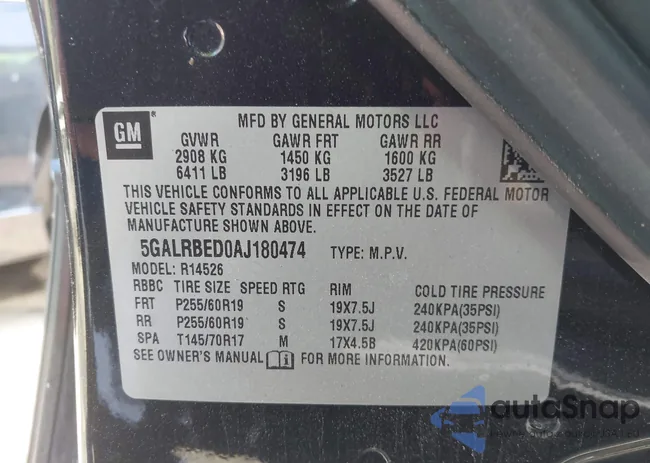 GM
MFD BY GENERAL MOTORS LLC
GVWR GAWR FRT GAWR RR
2908 KG 1450 KG 1600 KG
6411 LB 3196 LB 3527 LB
THIS VEHICLE CONFORMS TO ALL APPLICABLE U.S. FEDERAL MOTOR
VEHICLE SAFETY STANDARDS IN EFFECT ON THE DATE OF
MANUFACTURE SHOWN ABOVE.
5GALRBED0AJ180474 TYPE: M.P.V.
MODEL: R14526
RBBC TIRE SIZE SPEED RTG RIM COLD TIRE PRESSURE
FRT P255/60R19 S 19X7.5J 240KPA(35PSI)
RR P255/60R19 S 19X7.5J 240KPA(35PSI)
SPA T145/70R17 M 17X4.5B 420KPA(60PSI)
SEE OWNER'S MANUAL FOR MORE INFORMATION.
autoSnap